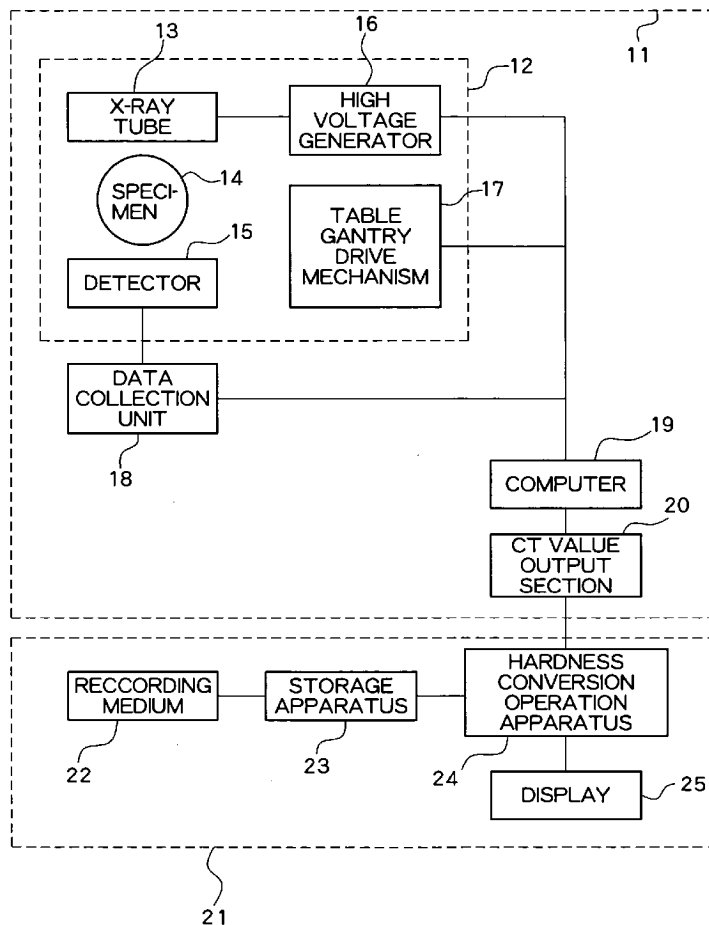 11
13
16
12
X-RAY
TUBE
HIGH
VOLTAGE
GENERATOR
14
SPECI-
MEN
17
TABLE
GANTRY
DRIVE
MECHANISM
15
DETECTOR
DATA
COLLECTION
UNIT
18
19
COMPUTER
20
CT VALUE
OUTPUT
SECTION
RECCORDING
MEDIUM
22
STORAGE
APPARATUS
23
HARDNESS
CONVERSION
OPERATION
APPARATUS
24
DISPLAY
25
21